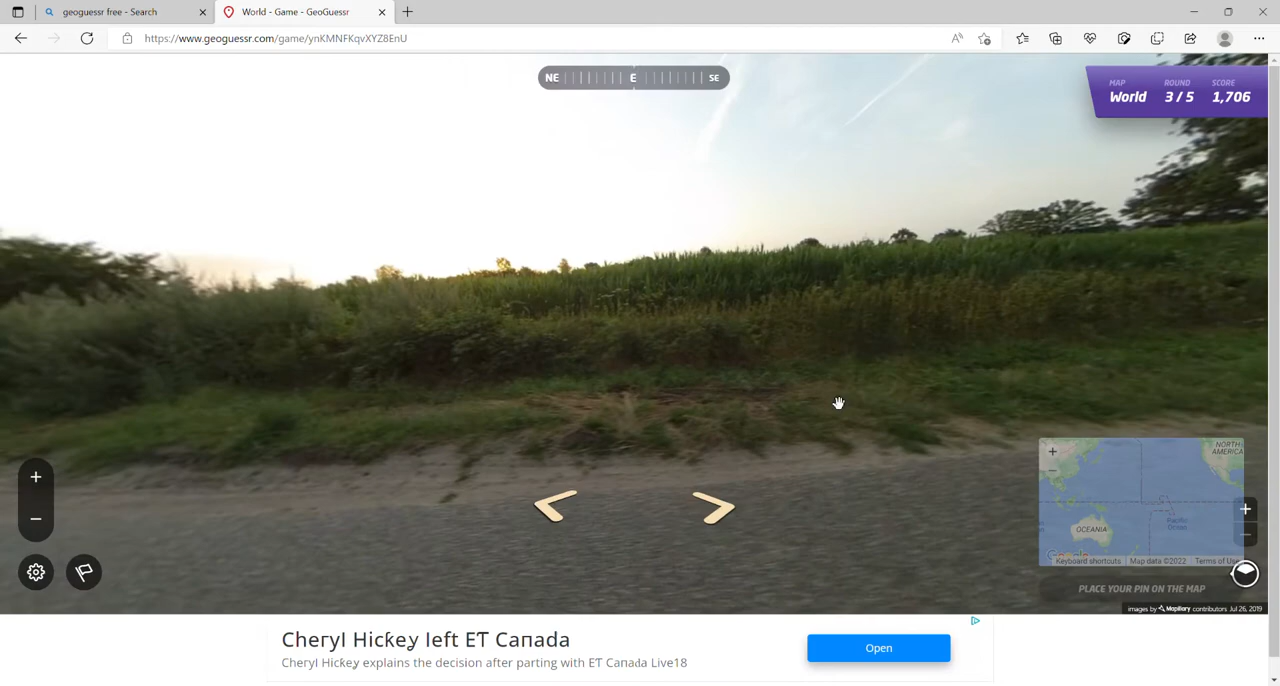 geoguessr free - Search
World - Game - GeoGuessr
https://www.geoguessr.com/game/ynKMNFKqvXYZ8EnU
NE E SE
MAP ROUND SCORE
World 3 / 5 1,706
NORTH AMERICA
OCEANIA
Pacific Ocean
Google
Keyboard shortcuts Map data ©2022 Terms of Use
PLACE YOUR PIN ON THE MAP
images by Mapillary contributors Jul 26, 2019
Cheryl Hickey left ET Canada
Cheryl Hickey explains the decision after parting with ET Canada Live18
Open